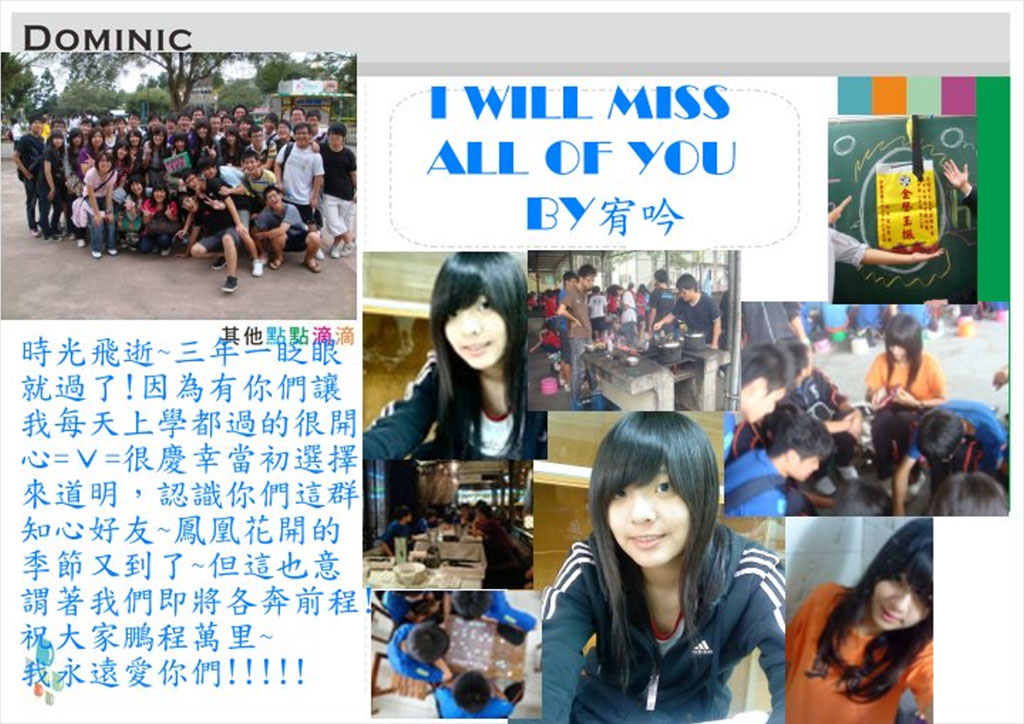 DOMINIC
I WILL MISS
ALL OF YOU
BY宥吟
金聲玉振
其他點點滴滴
時光飛逝~三年一眨眼
就過了!因為有你們讓
我每天上學都過的很開
心=∨=很慶幸當初選擇
來道明，認識你們這群
知心好友~鳳凰花開的
季節又到了~但這也意
謂著我們即將各奔前程!
祝大家鵬程萬里~
我永遠愛你們!!!!!
adidas